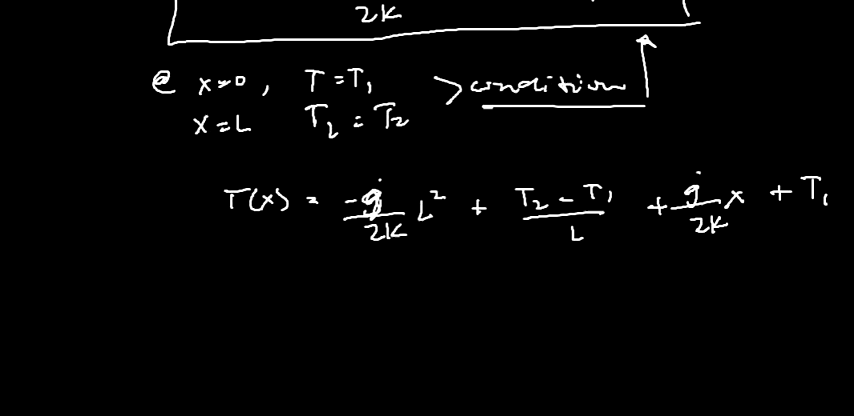 2K
@ x=0, T=T₁ > condition
x=L T₂ = T₂
T(x) = -q̇/2K L² + T₂ - T₁/L + q̇/2K x + T₁